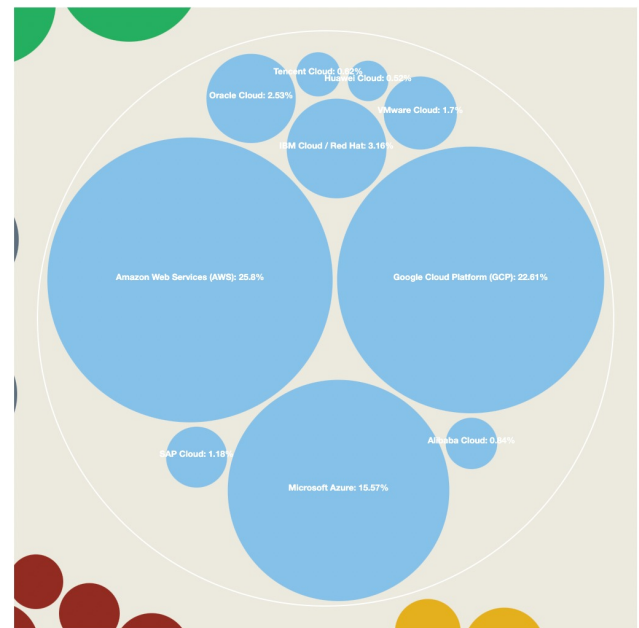 Tencent Cloud: 0.62%
Huawei Cloud: 0.52%
Oracle Cloud: 2.53%
VMware Cloud: 1.7%
IBM Cloud / Red Hat: 3.16%
Amazon Web Services (AWS): 25.8%
Google Cloud Platform (GCP): 22.61%
Alibaba Cloud: 0.84%
SAP Cloud: 1.18%
Microsoft Azure: 15.57%